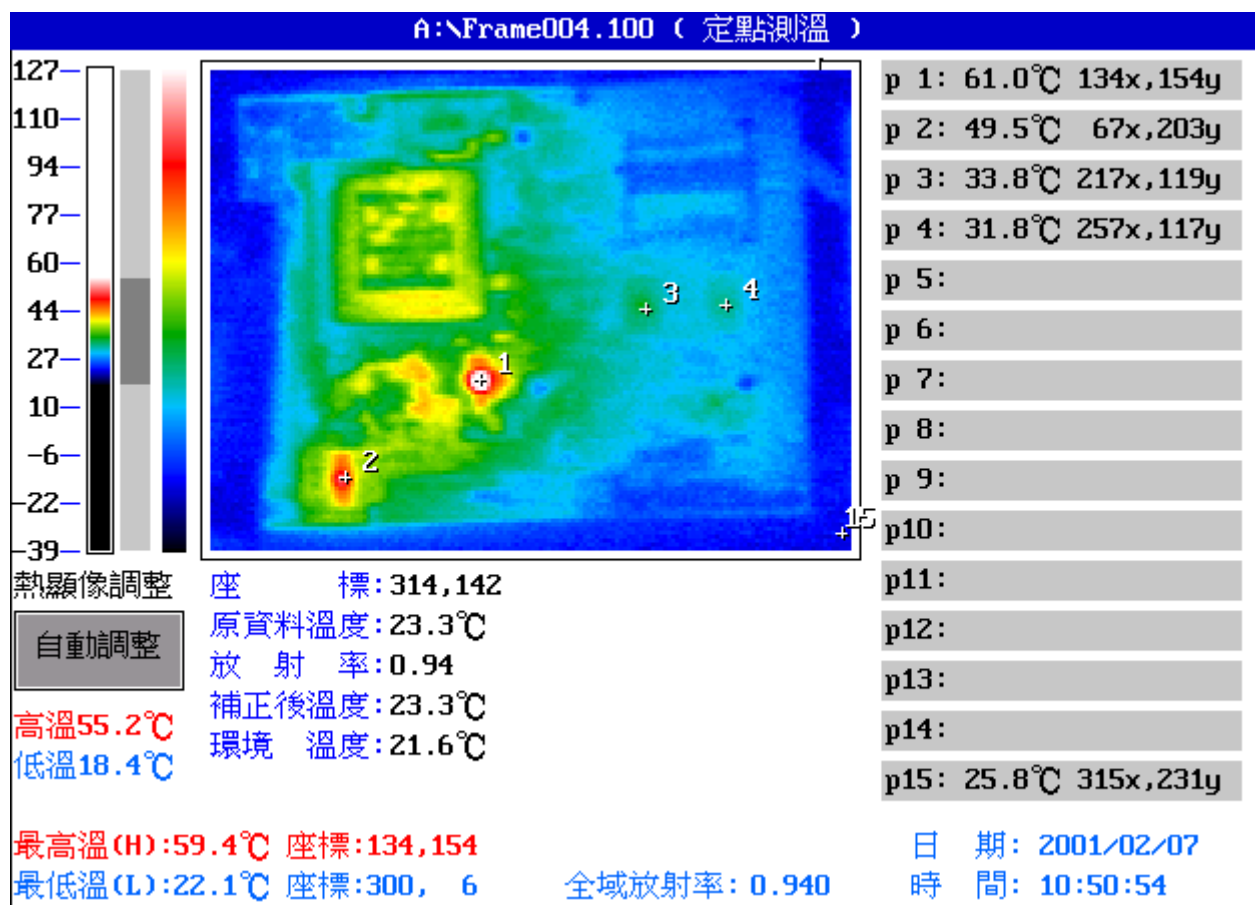 A:\Frame004.100 ( 定點測溫 )
127
110
94
77
60
44
27
10
-6
-22
-39
1
2
3
4
15
p 1: 61.0℃ 134x,154y
p 2: 49.5℃ 67x,203y
p 3: 33.8℃ 217x,119y
p 4: 31.8℃ 257x,117y
p 5:
p 6:
p 7:
p 8:
p 9:
p10:
p11:
p12:
p13:
p14:
p15: 25.8℃ 315x,231y
熱顯像調整
自動調整
高溫55.2℃
低溫18.4℃
座 標:314,142
原資料溫度:23.3℃
放 射 率:0.94
補正後溫度:23.3℃
環境 溫度:21.6℃
最高溫(H):59.4℃ 座標:134,154
最低溫(L):22.1℃ 座標:300, 6
全域放射率: 0.940
日 期: 2001/02/07
時 間: 10:50:54